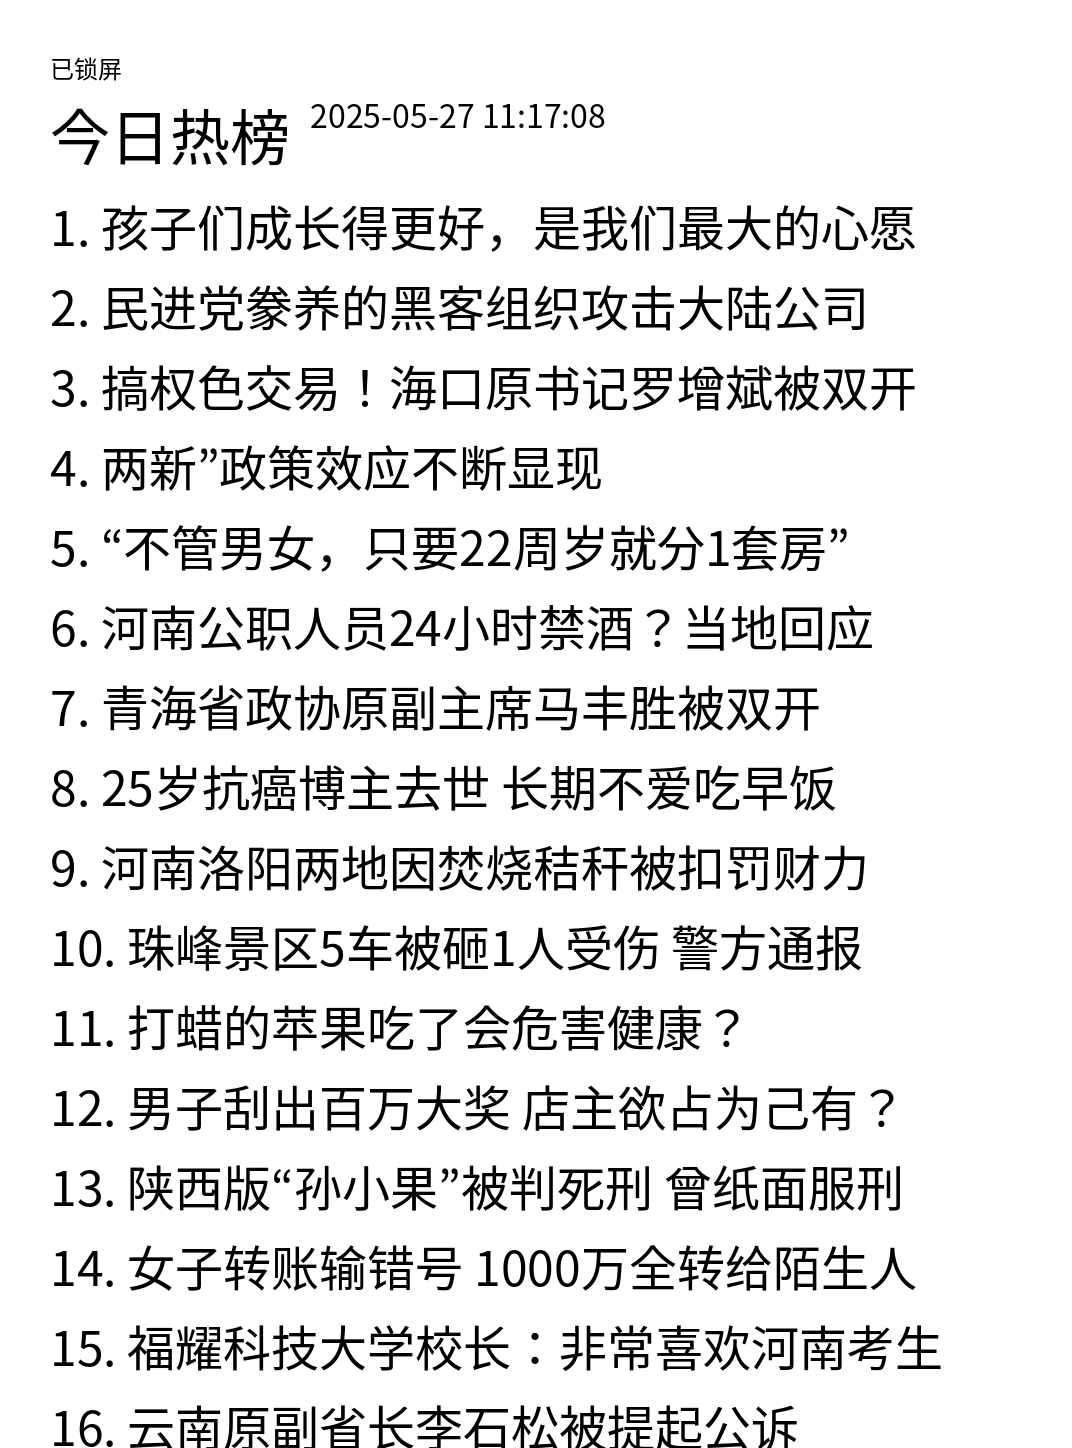 已锁屏
今日热榜 2025-05-27 11:17:08
1. 孩子们成长得更好，是我们最大的心愿
2. 民进党豢养的黑客组织攻击大陆公司
3. 搞权色交易！海口原书记罗增斌被双开
4. 两新”政策效应不断显现
5. “不管男女，只要22周岁就分1套房”
6. 河南公职人员24小时禁酒？当地回应
7. 青海省政协原副主席马丰胜被双开
8. 25岁抗癌博主去世 长期不爱吃早饭
9. 河南洛阳两地因焚烧秸秆被扣罚财力
10. 珠峰景区5车被砸1人受伤 警方通报
11. 打蜡的苹果吃了会危害健康？
12. 男子刮出百万大奖 店主欲占为己有？
13. 陕西版“孙小果”被判死刑 曾纸面服刑
14. 女子转账输错号 1000万全转给陌生人
15. 福耀科技大学校长：非常喜欢河南考生
16. 云南原副省长李石松被提起公诉